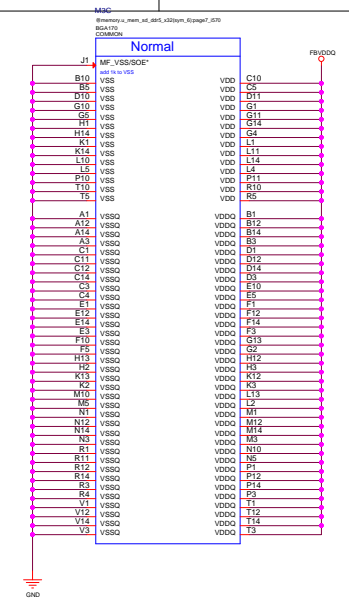 M3C
@memory.u_mem_sd_ddr5_x32(sym_6):page7_i570
BGA170
COMMON
Normal
FBVDDQ
J1 MF_VSS/SOE*
add 1k to VSS
B10 VSS VDD C10
B5 VSS VDD C5
D10 VSS VDD D11
G10 VSS VDD G1
G5 VSS VDD G11
H1 VSS VDD G14
H14 VSS VDD G4
K1 VSS VDD L1
K14 VSS VDD L11
L10 VSS VDD L14
L5 VSS VDD L4
P10 VSS VDD P11
T10 VSS VDD R10
T5 VSS VDD R5
A1 VSSQ VDDQ B1
A12 VSSQ VDDQ B12
A14 VSSQ VDDQ B14
A3 VSSQ VDDQ B3
C1 VSSQ VDDQ D1
C11 VSSQ VDDQ D12
C12 VSSQ VDDQ D14
C14 VSSQ VDDQ D3
C3 VSSQ VDDQ E10
C4 VSSQ VDDQ E5
E1 VSSQ VDDQ F1
E12 VSSQ VDDQ F12
E14 VSSQ VDDQ F14
E3 VSSQ VDDQ F3
F10 VSSQ VDDQ G13
F5 VSSQ VDDQ G2
H13 VSSQ VDDQ H12
H2 VSSQ VDDQ H3
K13 VSSQ VDDQ K12
K2 VSSQ VDDQ K3
M10 VSSQ VDDQ L13
M5 VSSQ VDDQ L2
N1 VSSQ VDDQ M1
N12 VSSQ VDDQ M12
N14 VSSQ VDDQ M14
N3 VSSQ VDDQ M3
R1 VSSQ VDDQ N10
R11 VSSQ VDDQ N5
R12 VSSQ VDDQ P1
R14 VSSQ VDDQ P12
R3 VSSQ VDDQ P14
R4 VSSQ VDDQ P3
V1 VSSQ VDDQ T1
V12 VSSQ VDDQ T12
V14 VSSQ VDDQ T14
V3 VSSQ VDDQ T3
GND